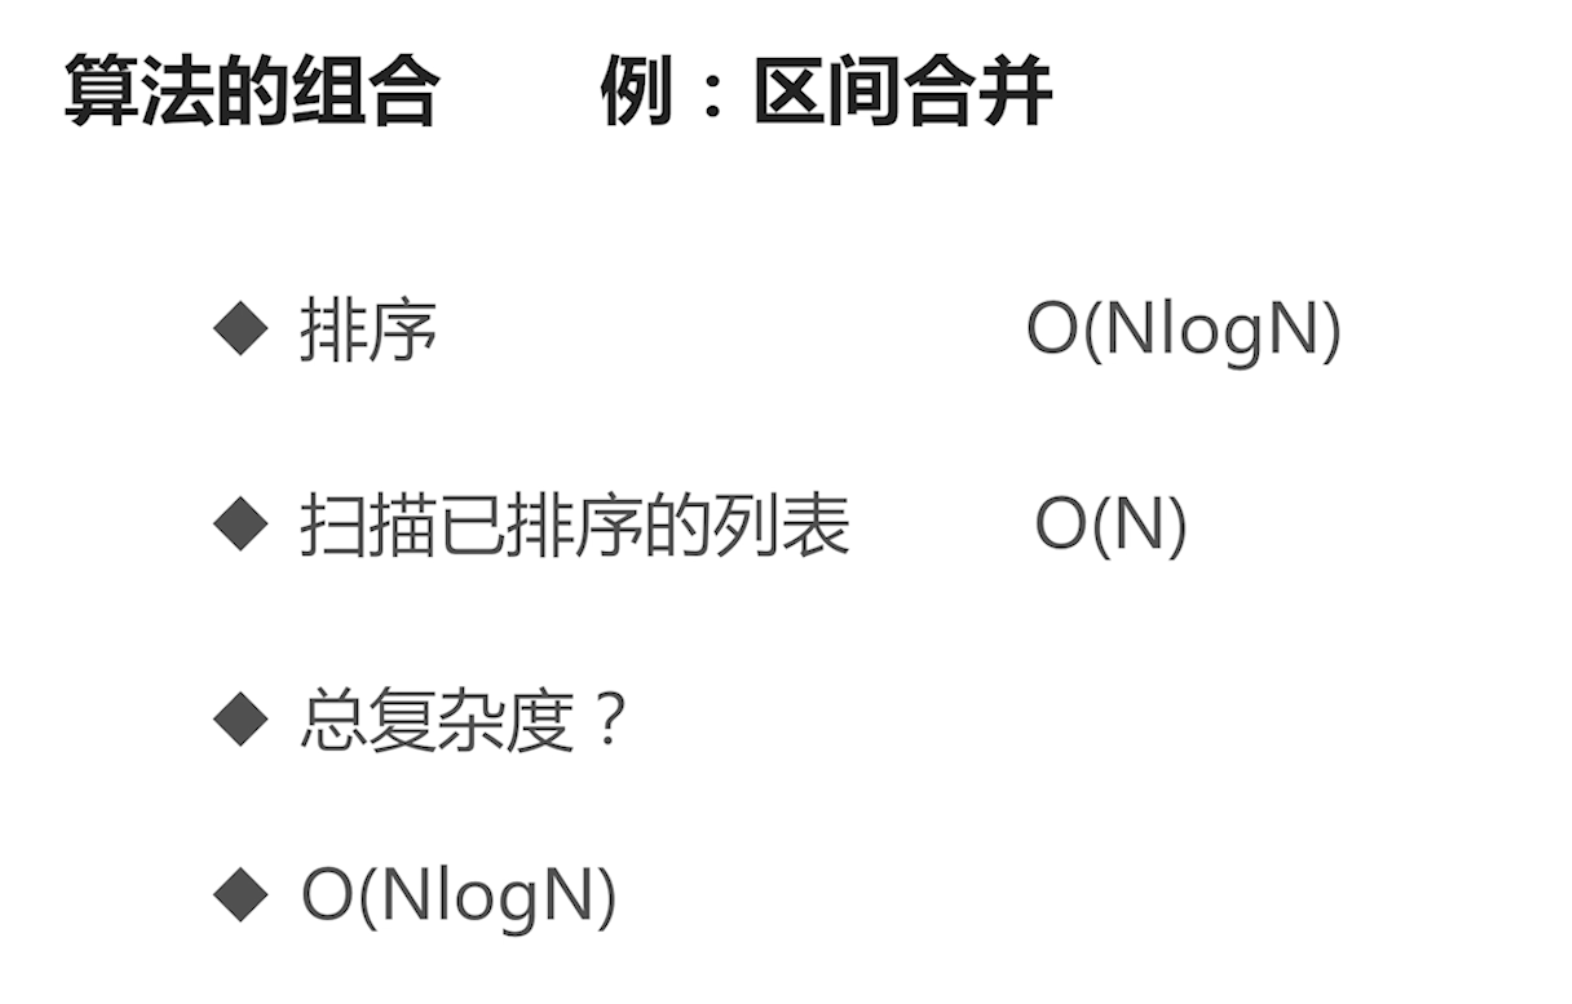 算法的组合 例：区间合并
◆ 排序 O(NlogN)
◆ 扫描已排序的列表 O(N)
◆ 总复杂度？
◆ O(NlogN)